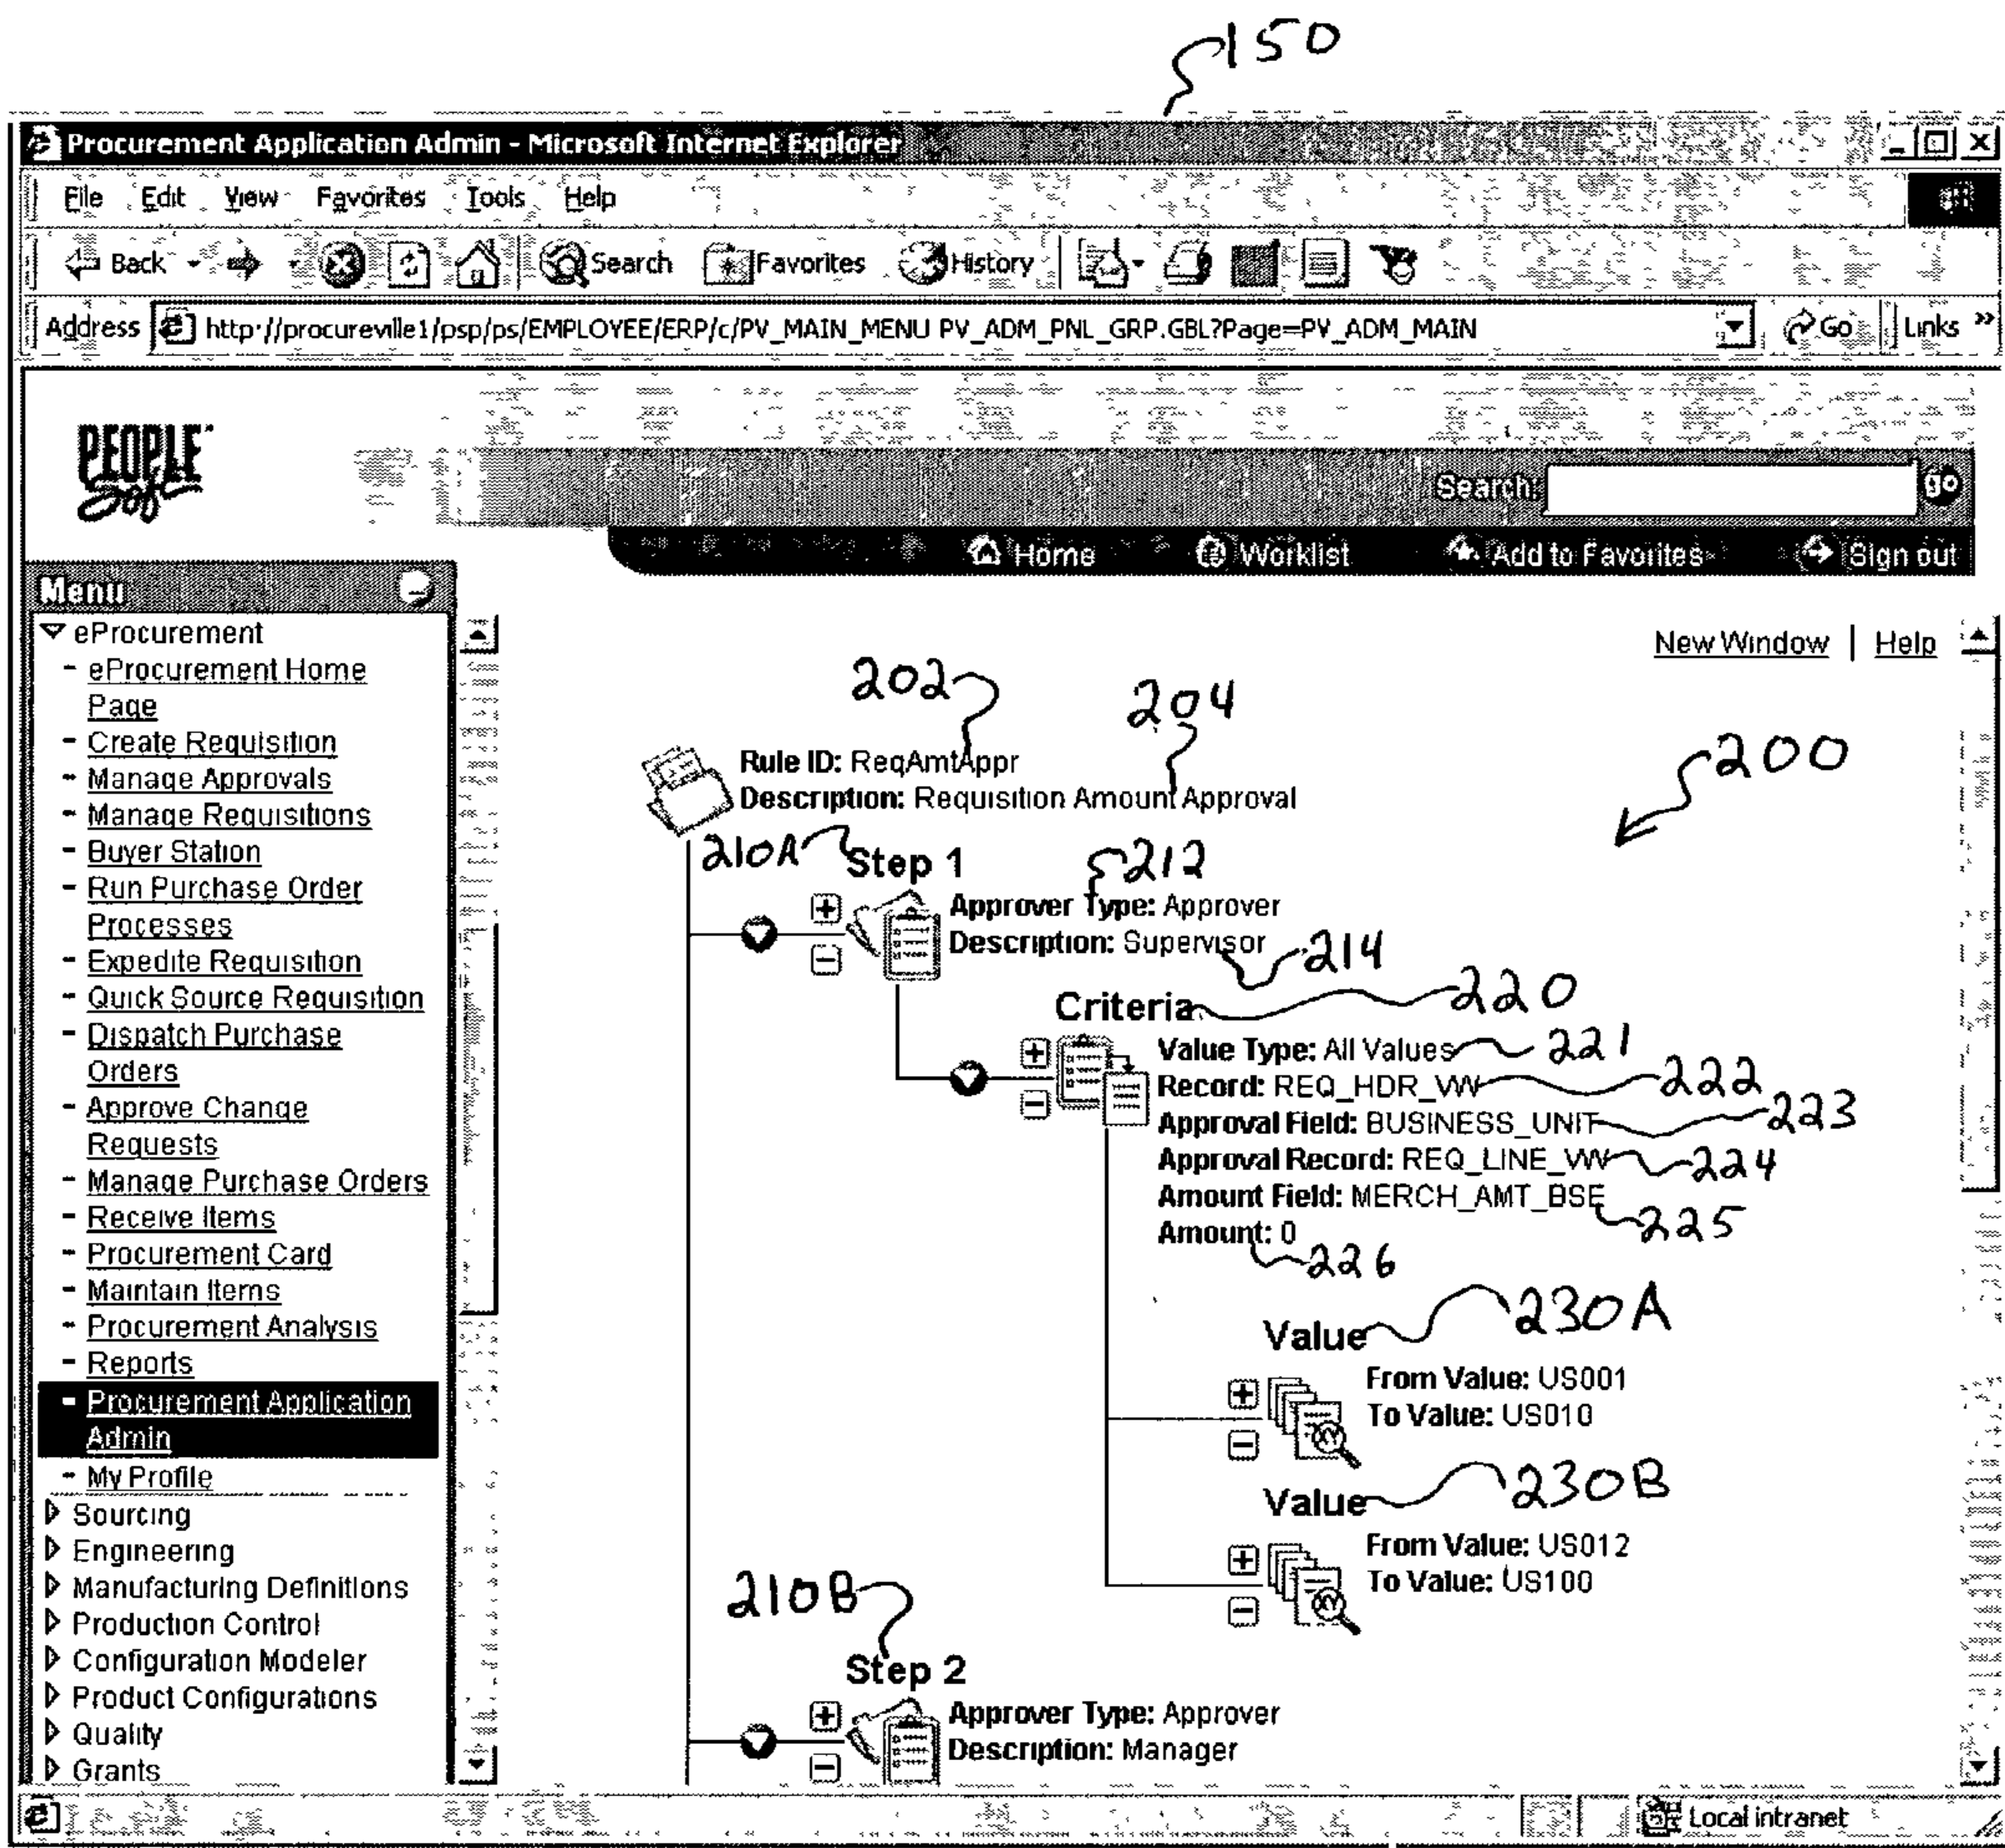 150
Procurement Application Admin - Microsoft Internet Explorer
File Edit View Favorites Tools Help
Back Search Favorites History
Address http://procureville1/psp/ps/EMPLOYEE/ERP/c/PV_MAIN_MENU PV_ADM_PNL_GRP.GBL?Page=PV_ADM_MAIN Go Links »
PEOPLE Soft
Search: go
Home Worklist Add to Favorites Sign out
Menu
eProcurement
- eProcurement Home
Page
- Create Requisition
- Manage Approvals
- Manage Requisitions
- Buyer Station
- Run Purchase Order
Processes
- Expedite Requisition
- Quick Source Requisition
- Dispatch Purchase
Orders
- Approve Change
Requests
- Manage Purchase Orders
- Receive Items
- Procurement Card
- Maintain Items
- Procurement Analysis
- Reports
- Procurement Application
Admin
- My Profile
Sourcing
Engineering
Manufacturing Definitions
Production Control
Configuration Modeler
Product Configurations
Quality
Grants
New Window | Help
202
204
200
Rule ID: ReqAmtAppr
Description: Requisition Amount Approval
210A
Step 1
212
Approver Type: Approver
Description: Supervisor
214
Criteria 220
Value Type: All Values 221
Record: REQ_HDR_VW 222
Approval Field: BUSINESS_UNIT 223
Approval Record: REQ_LINE_VW 224
Amount Field: MERCH_AMT_BSE 225
Amount: 0
226
Value 230A
From Value: US001
To Value: US010
Value 230B
From Value: US012
To Value: US100
210B
Step 2
Approver Type: Approver
Description: Manager
Local intranet